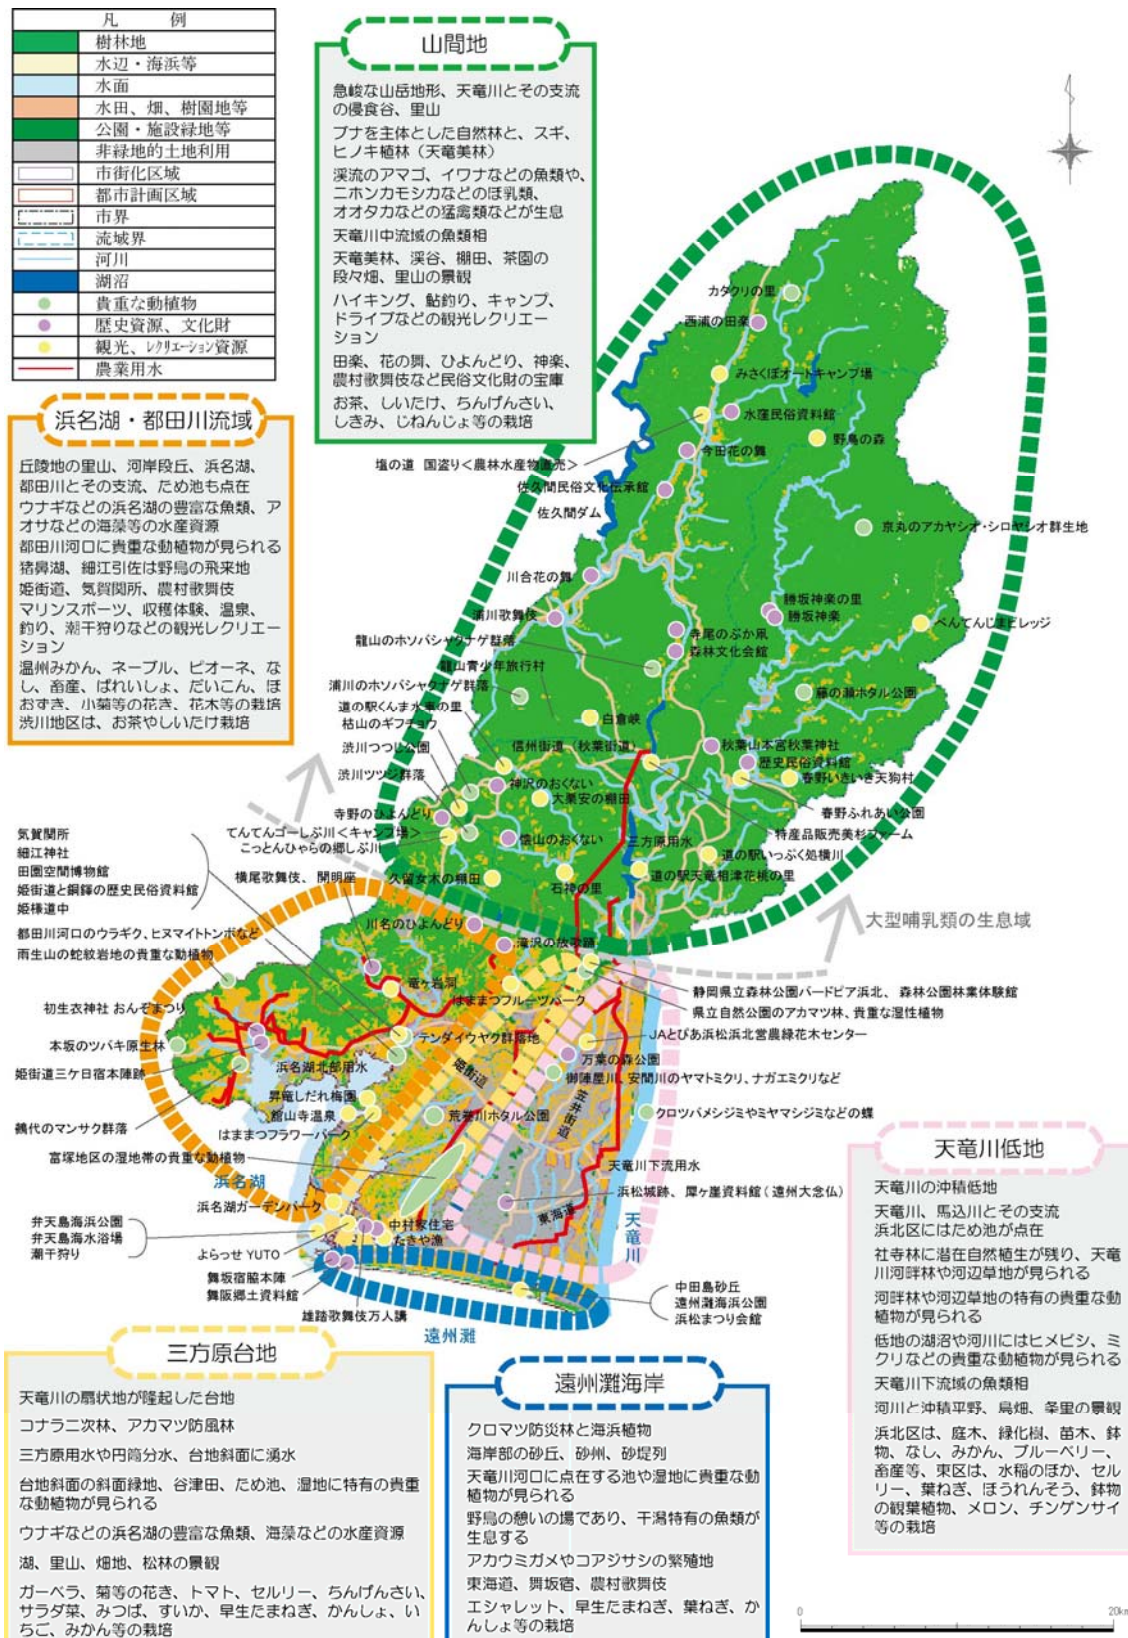 凡 例
樹林地
水辺・海浜等
水面
水田、畑、樹園地等
公園・施設緑地等
非緑地的土地利用
市街化区域
都市計画区域
市界
流域界
河川
湖沼
貴重な動植物
歴史資源、文化財
観光、レクリエーション資源
農業用水
山間地
急峻な山岳地形、天竜川とその支流
の侵食谷、里山
ブナを主体とした自然林と、スギ、
ヒノキ植林（天竜美林）
渓流のアマゴ、イワナなどの魚類や、
ニホンカモシカなどのほ乳類、
オオタカなどの猛禽類などが生息
天竜川中流域の魚類相
天竜美林、渓谷、棚田、茶園の
段々畑、里山の景観
ハイキング、鮎釣り、キャンプ、
ドライブなどの観光レクリエー
ション
田楽、花の舞、ひよんどり、神楽、
農村歌舞伎など民俗文化財の宝庫
お茶、しいたけ、ちんげんさい、
しきみ、じねんじょ等の栽培
浜名湖・都田川流域
丘陵地の里山、河岸段丘、浜名湖、
都田川とその支流、ため池も点在
ウナギなどの浜名湖の豊富な魚類、ア
オサなどの海藻等の水産資源
都田川河口に貴重な動植物が見られる
猪鼻湖、細江引佐は野鳥の飛来地
姫街道、気賀関所、農村歌舞伎
マリンスポーツ、収穫体験、温泉、
釣り、潮干狩りなどの観光レクリエー
ション
温州みかん、ネーブル、ピオーネ、な
し、畜産、ばれいしょ、だいこん、ほ
おずき、小菊等の花き、花木等の栽培
渋川地区は、お茶やしいたけ栽培
カタクリの里
西浦の田楽
みさくぼオートキャンプ場
水窪民俗資料館
野鳥の森
今田花の舞
塩の道 国盗り＜農林水産物直売＞
佐久間民俗文化伝承館
佐久間ダム
京丸のアカヤシオ・シロヤシオ群生地
川合花の舞
浦川歌舞伎
勝坂神楽の里
勝坂神楽
べんてんじまビレッジ
寺尾のぶか凧
森林文化会館
龍山のホソバシャクナゲ群落
龍山青少年旅行村
浦川のホソバシャクナゲ群落
藤の瀬ホタル公園
道の駅くんま水車の里
枯山のギフチョウ
白倉峡
信州街道（秋葉街道）
秋葉山本宮秋葉神社
歴史民俗資料館
春野いきいき天狗村
渋川つつじ公園
渋川ツツジ群落
神沢のおくない
大栗安の棚田
春野ふれあい公園
特産品販売美杉ファーム
寺野のひよんどり
てんてんゴーしぶ川＜キャンプ場＞
こっとんひゃらの郷しぶ川
懐山のおくない
三方原用水
道の駅いっぷく処横川
道の駅天竜相津花桃の里
久留女木の棚田
石神の里
気賀関所
細江神社
田園空間博物館
姫街道と銅鐸の歴史民俗資料館
姫様道中
横尾歌舞伎、開明座
大型哺乳類の生息域
川名のひよんどり
滝沢の放歌踊
都田川河口のウラギク、ヒヌマイトトンボなど
雨生山の蛇紋岩地の貴重な動植物
竜ヶ岩洞
はままつフルーツパーク
静岡県立森林公園バードピア浜北、森林公園林業体験館
県立自然公園のアカマツ林、貴重な湿性植物
初生衣神社 おんぞまつり
テンダイウヤク群落地
JAとぴあ浜松浜北営農緑花木センター
本坂のツバキ原生林
姫街道三ケ日宿本陣跡
浜名湖北部用水
姫街道
万葉の森公園
御陣屋川、安間川のヤマトミクリ、ナガエミクリなど
笠井街道
昇竜しだれ梅園
舘山寺温泉
荒巻川ホタル公園
クロツバメシジミやミヤマシジミなどの蝶
はままつフラワーパーク
鵺代のマンサク群落
富塚地区の湿地帯の貴重な動植物
天竜川下流用水
浜名湖
浜名湖ガーデンパーク
浜松城跡、犀ヶ崖資料館（遠州大念仏）
東海道
天竜川
弁天島海浜公園
弁天島海水浴場
潮干狩り
中村家住宅
たきや漁
よらっせ YUTO
舞坂宿脇本陣
舞阪郷土資料館
雄踏歌舞伎万人講
遠州灘
中田島砂丘
遠州灘海浜公園
浜松まつり会館
天竜川低地
天竜川の沖積低地
天竜川、馬込川とその支流
浜北区にはため池が点在
社寺林に潜在自然植生が残り、天竜
川河畔林や河辺草地が見られる
河畔林や河辺草地の特有の貴重な動
植物が見られる
低地の湖沼や河川にはヒメビシ、ミ
クリなどの貴重な動植物が見られる
天竜川下流域の魚類相
河川と沖積平野、島畑、条里の景観
浜北区は、庭木、緑化樹、苗木、鉢
物、なし、みかん、ブルーベリー、
畜産等、東区は、水稲のほか、セル
リー、葉ねぎ、ほうれんそう、鉢物
の観葉植物、メロン、チンゲンサイ
等の栽培
三方原台地
天竜川の扇状地が隆起した台地
コナラ二次林、アカマツ防風林
三方原用水や円筒分水、台地斜面に湧水
台地斜面の斜面緑地、谷津田、ため池、湿地に特有の貴重
な動植物が見られる
ウナギなどの浜名湖の豊富な魚類、海藻などの水産資源
湖、里山、畑地、松林の景観
ガーベラ、菊等の花き、トマト、セルリー、ちんげんさい、
サラダ菜、みつば、すいか、早生たまねぎ、かんしょ、い
ちご、みかん等の栽培
遠州灘海岸
クロマツ防災林と海浜植物
海岸部の砂丘、砂州、砂堤列
天竜川河口に点在する池や湿地に貴重な動
植物が見られる
野鳥の憩いの場であり、干潟特有の魚類が
生息する
アカウミガメやコアジサシの繁殖地
東海道、舞坂宿、農村歌舞伎
エシャレット、早生たまねぎ、葉ねぎ、か
んしょ等の栽培
0 20km